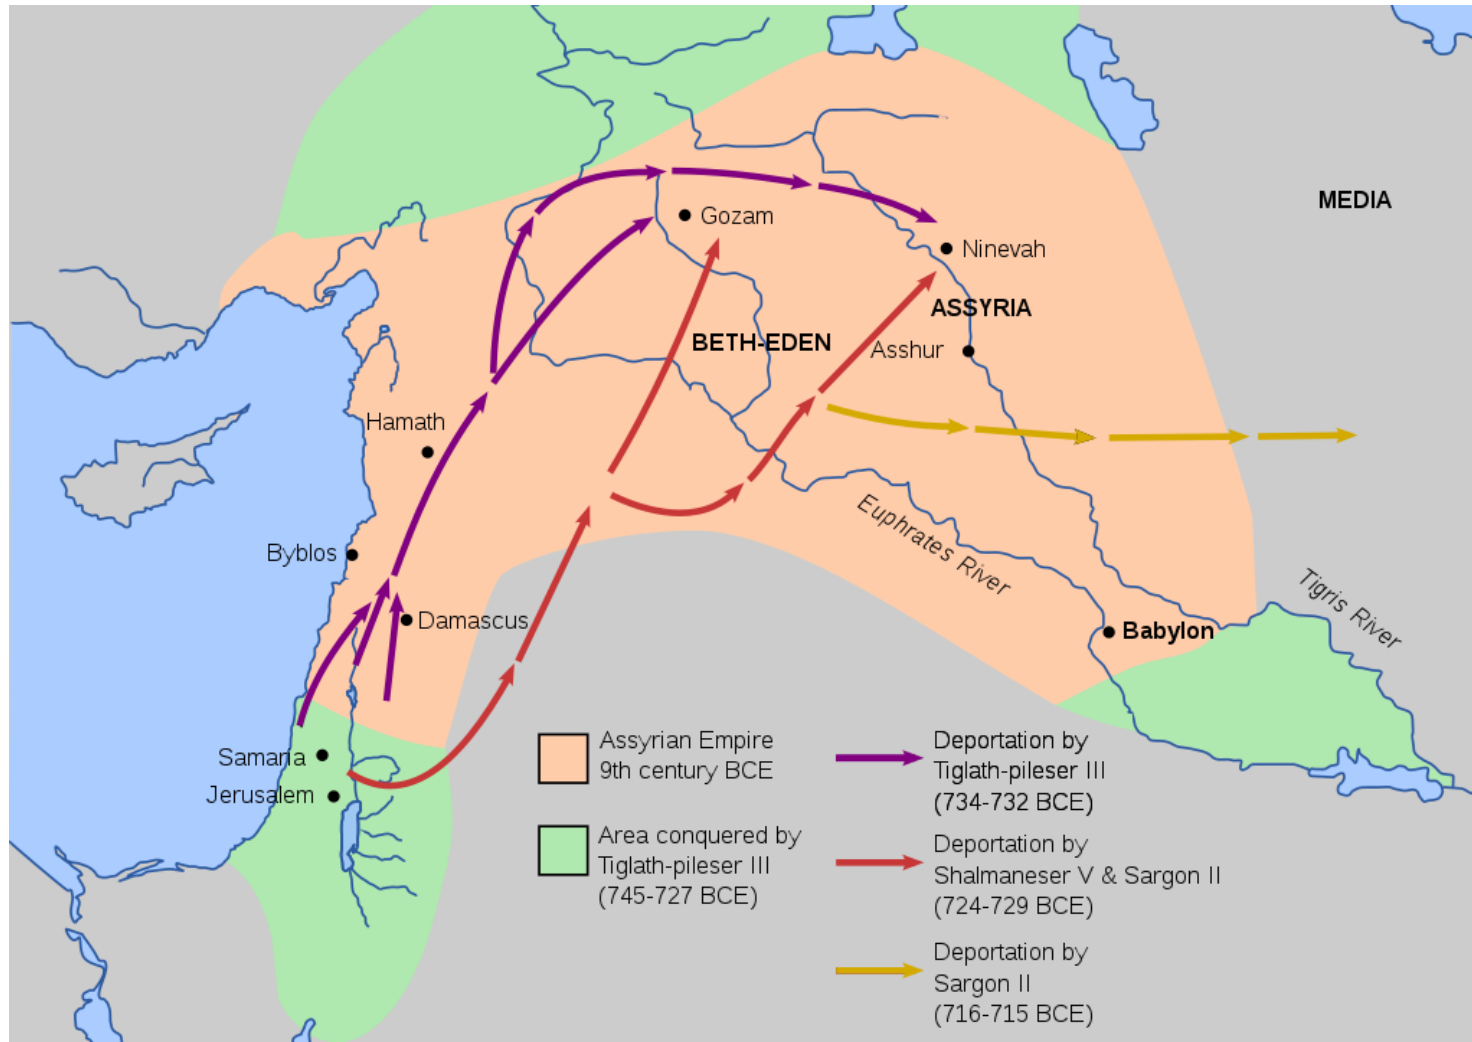 MEDIA
Gozam
Ninevah
ASSYRIA
BETH-EDEN
Asshur
Hamath
Euphrates River
Byblos
Tigris River
Damascus
Babylon
Samaria
Jerusalem
Assyrian Empire
9th century BCE
Area conquered by
Tiglath-pileser III
(745-727 BCE)
Deportation by
Tiglath-pileser III
(734-732 BCE)
Deportation by
Shalmaneser V & Sargon II
(724-729 BCE)
Deportation by
Sargon II
(716-715 BCE)